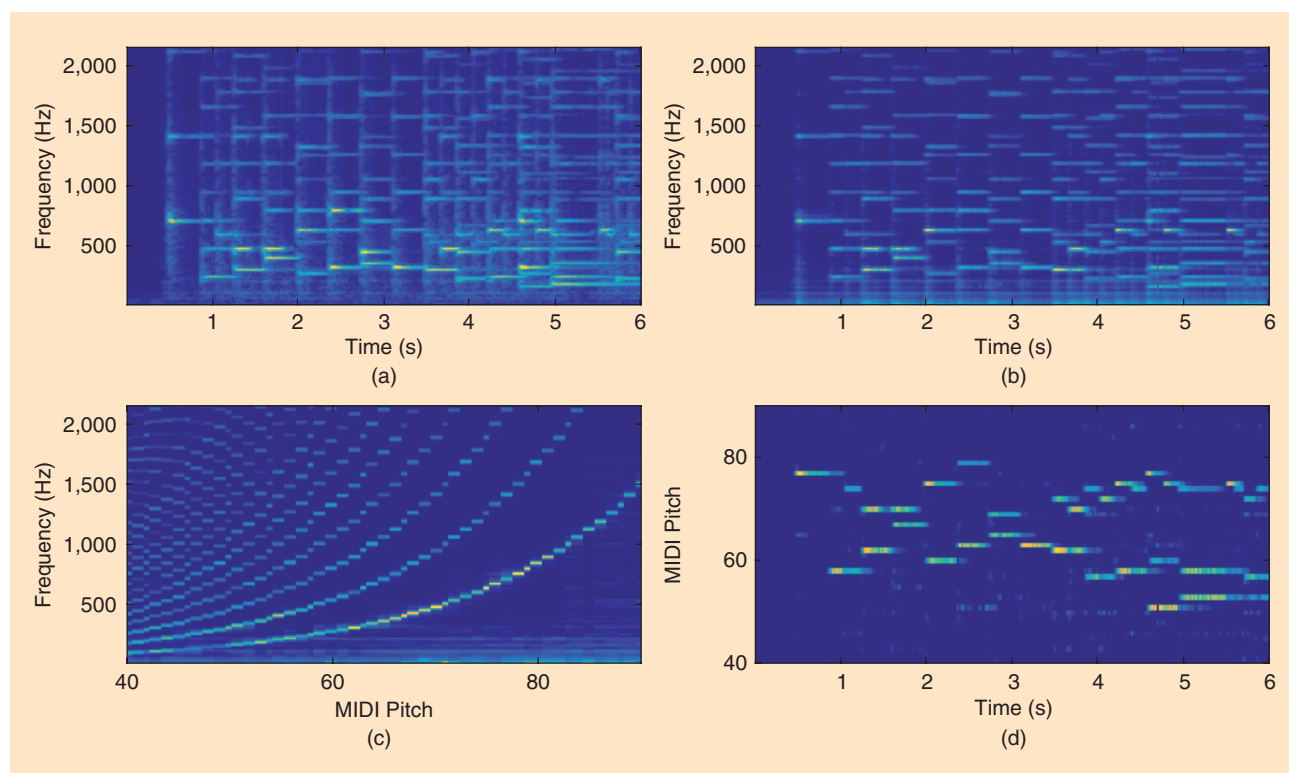 2,000
1,500
1,000
500
Frequency (Hz)
1 2 3 4 5 6
Time (s)
(a)
2,000
1,500
1,000
500
Frequency (Hz)
1 2 3 4 5 6
Time (s)
(b)
2,000
1,500
1,000
500
Frequency (Hz)
40 60 80
MIDI Pitch
(c)
80
60
40
MIDI Pitch
1 2 3 4 5 6
Time (s)
(d)